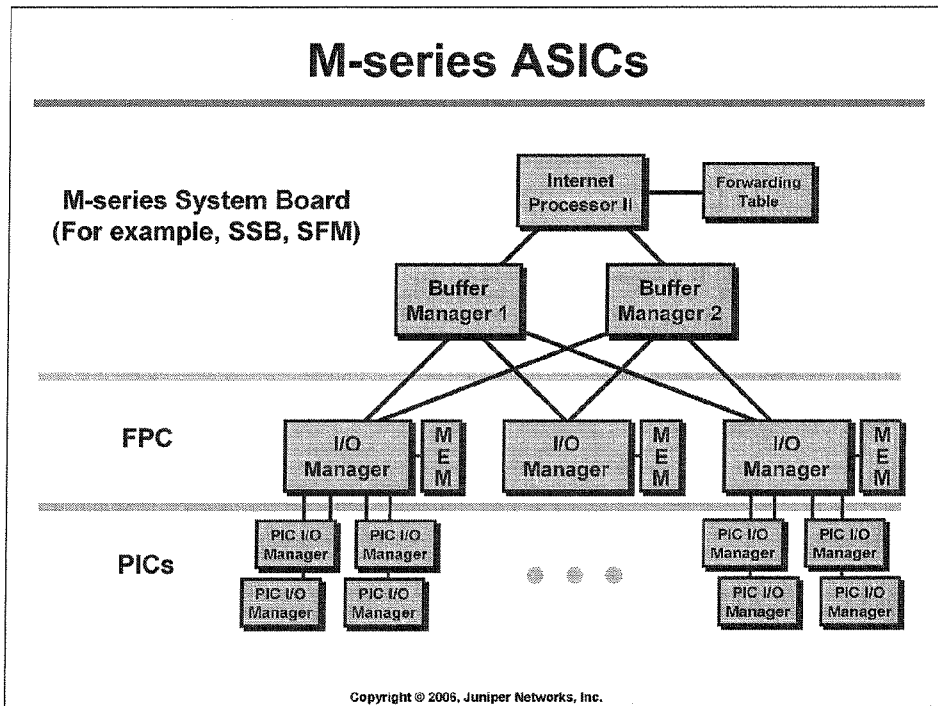 M-series ASICs
M-series System Board
(For example, SSB, SFM)
Internet
Processor II
Forwarding
Table
Buffer
Manager 1
Buffer
Manager 2
FPC
I/O
Manager
M
E
M
I/O
Manager
M
E
M
I/O
Manager
M
E
M
PICs
PIC I/O
Manager
PIC I/O
Manager
PIC I/O
Manager
PIC I/O
Manager
PIC I/O
Manager
PIC I/O
Manager
PIC I/O
Manager
PIC I/O
Manager
Copyright © 2006, Juniper Networks, Inc.